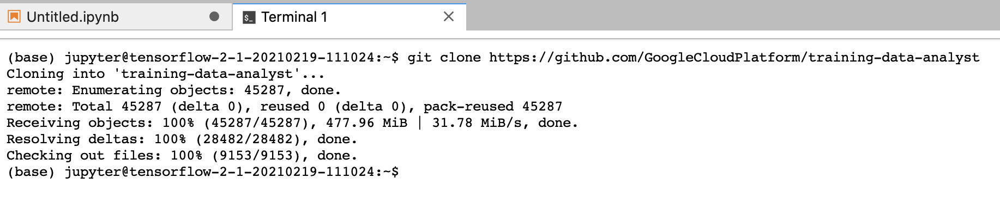 Untitled.ipynb
$_ Terminal 1
(base) jupyter@tensorflow-2-1-20210219-111024:~$ git clone https://github.com/GoogleCloudPlatform/training-data-analyst
Cloning into 'training-data-analyst'...
remote: Enumerating objects: 45287, done.
remote: Total 45287 (delta 0), reused 0 (delta 0), pack-reused 45287
Receiving objects: 100% (45287/45287), 477.96 MiB | 31.78 MiB/s, done.
Resolving deltas: 100% (28482/28482), done.
Checking out files: 100% (9153/9153), done.
(base) jupyter@tensorflow-2-1-20210219-111024:~$